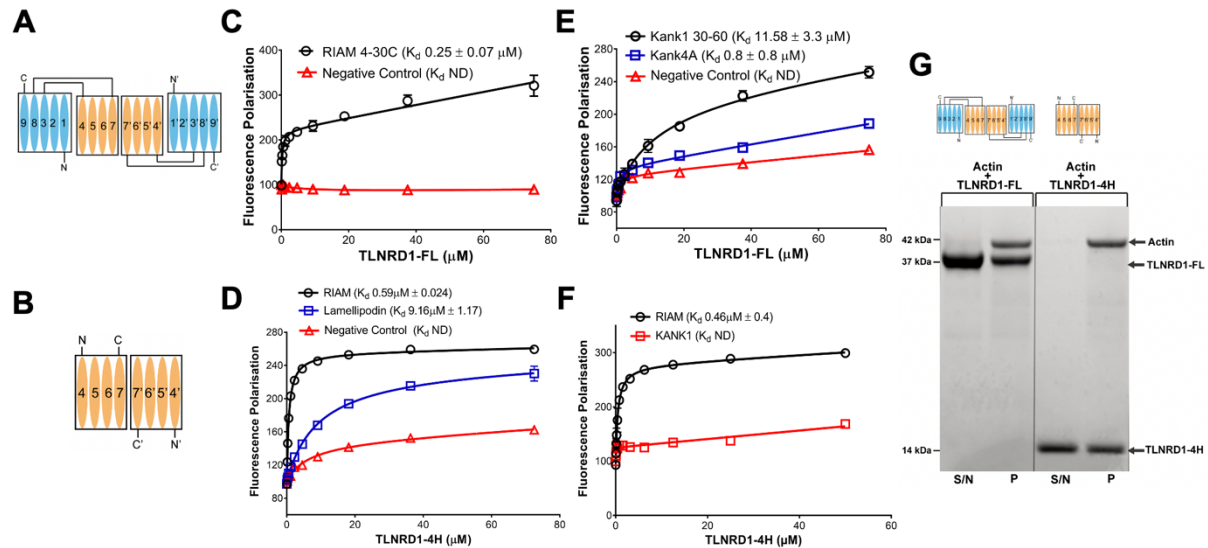 A
C
9 8 3 2 1
4 5 6 7
7' 6' 5' 4'
N'
1' 2' 3' 8' 9'
N
C'
B
N C
4 5 6 7
7' 6' 5' 4'
C' N'
C
RIAM 4-30C (Kd 0.25 ± 0.07 µM)
Negative Control (Kd ND)
Fluorescence Polarisation
400
300
200
100
0
0 20 40 60 80
TLNRD1-FL (µM)
D
RIAM (Kd 0.59µM ± 0.024)
Lamellipodin (Kd 9.16µM ± 1.17)
Negative Control (Kd ND)
Fluorescence Polarisation
280
240
200
160
120
80
0 20 40 60 80
TLNRD1-4H (µM)
E
Kank1 30-60 (Kd 11.58 ± 3.3 µM)
Kank4A (Kd 0.8 ± 0.8 µM)
Negative Control (Kd ND)
Fluorescence Polarisation
280
240
200
160
120
80
0 20 40 60 80
TLNRD1-FL (µM)
F
RIAM (Kd 0.46µM ± 0.4)
KANK1 (Kd ND)
Fluorescence Polarisation
300
200
100
0
0 20 40 60
TLNRD1-4H (µM)
G
Actin
+
TLNRD1-FL
Actin
+
TLNRD1-4H
42 kDa
37 kDa
14 kDa
Actin
TLNRD1-FL
TLNRD1-4H
S/N P S/N P